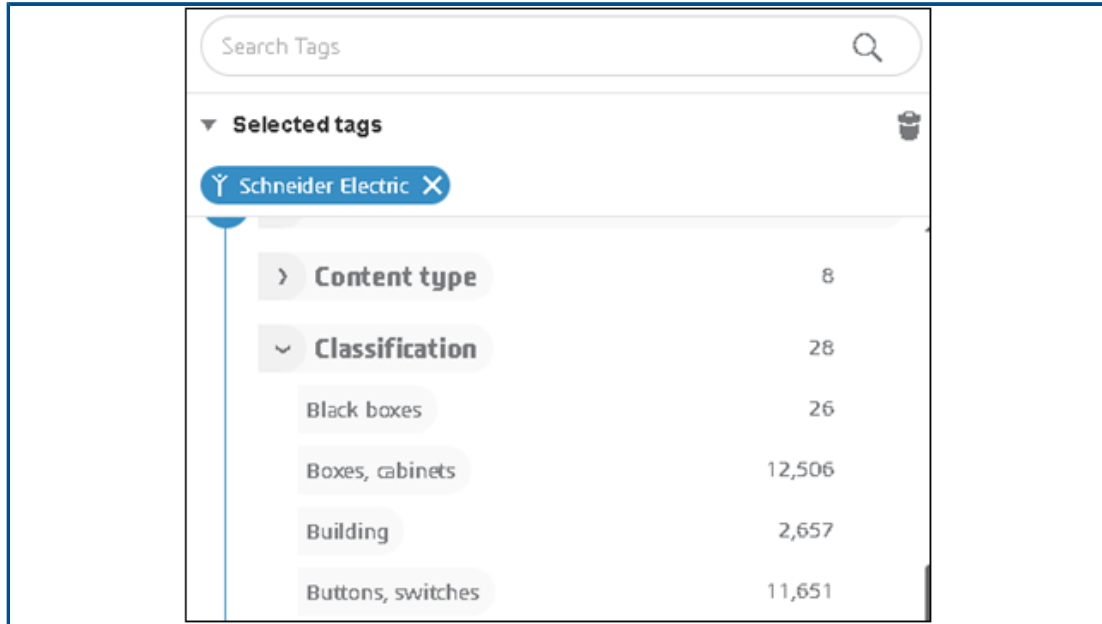 Search Tags
Selected tags
Schneider Electric
Content type 8
Classification 28
Black boxes 26
Boxes, cabinets 12,506
Building 2,657
Buttons, switches 11,651